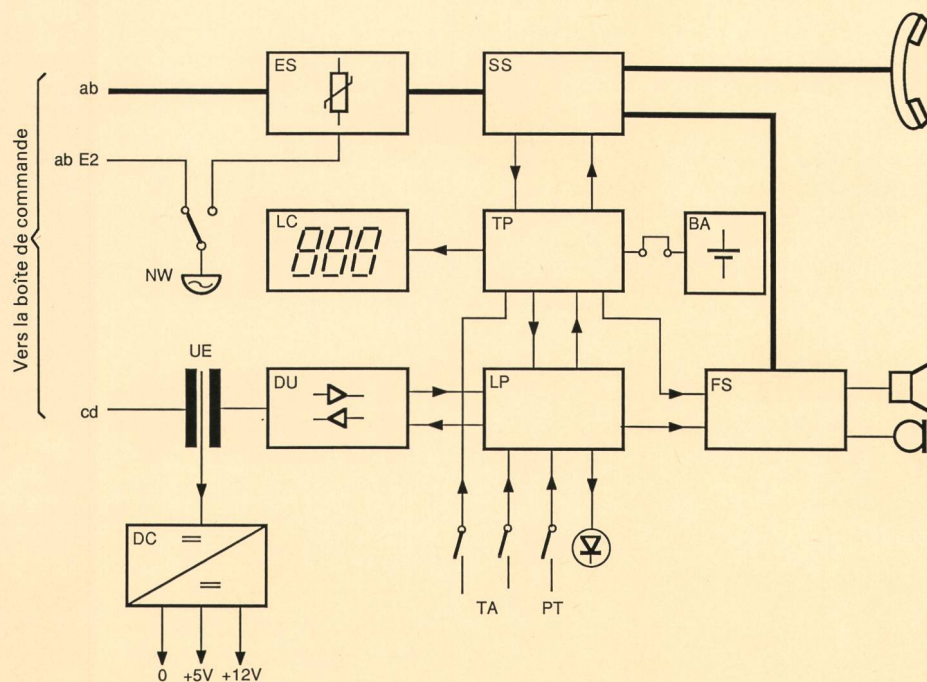 ES
SS
ab
Vers la boîte de commande
ab E2
LC
TP
BA
NW
UE
DU
LP
FS
cd
DC
TA
PT
0
+5V
+12V